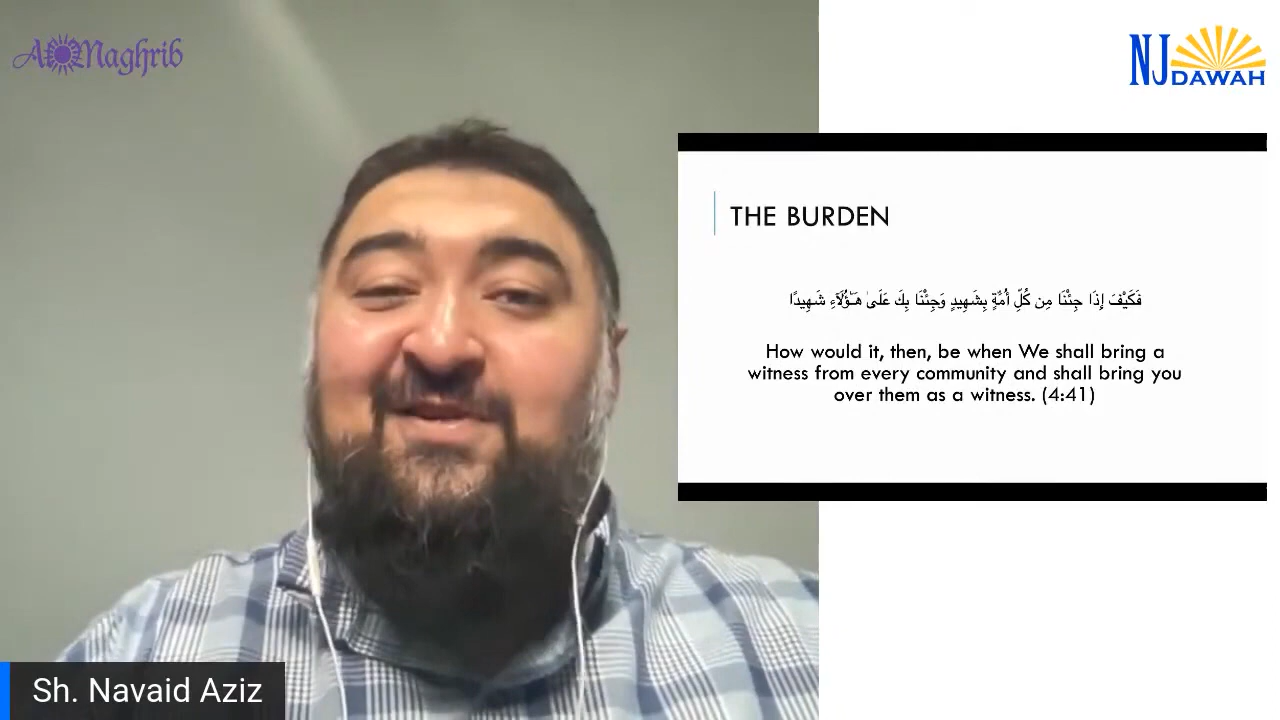 AlMaghrib
NJ
DAWAH
THE BURDEN
فَكَيْفَ إِذَا جِئْنَا مِن كُلِّ أُمَّةٍ بِشَهِيدٍ وَجِئْنَا بِكَ عَلَىٰ هَـٰٓؤُلَآءِ شَهِيدًا
How would it, then, be when We shall bring a
witness from every community and shall bring you
over them as a witness. (4:41)
Sh. Navaid Aziz